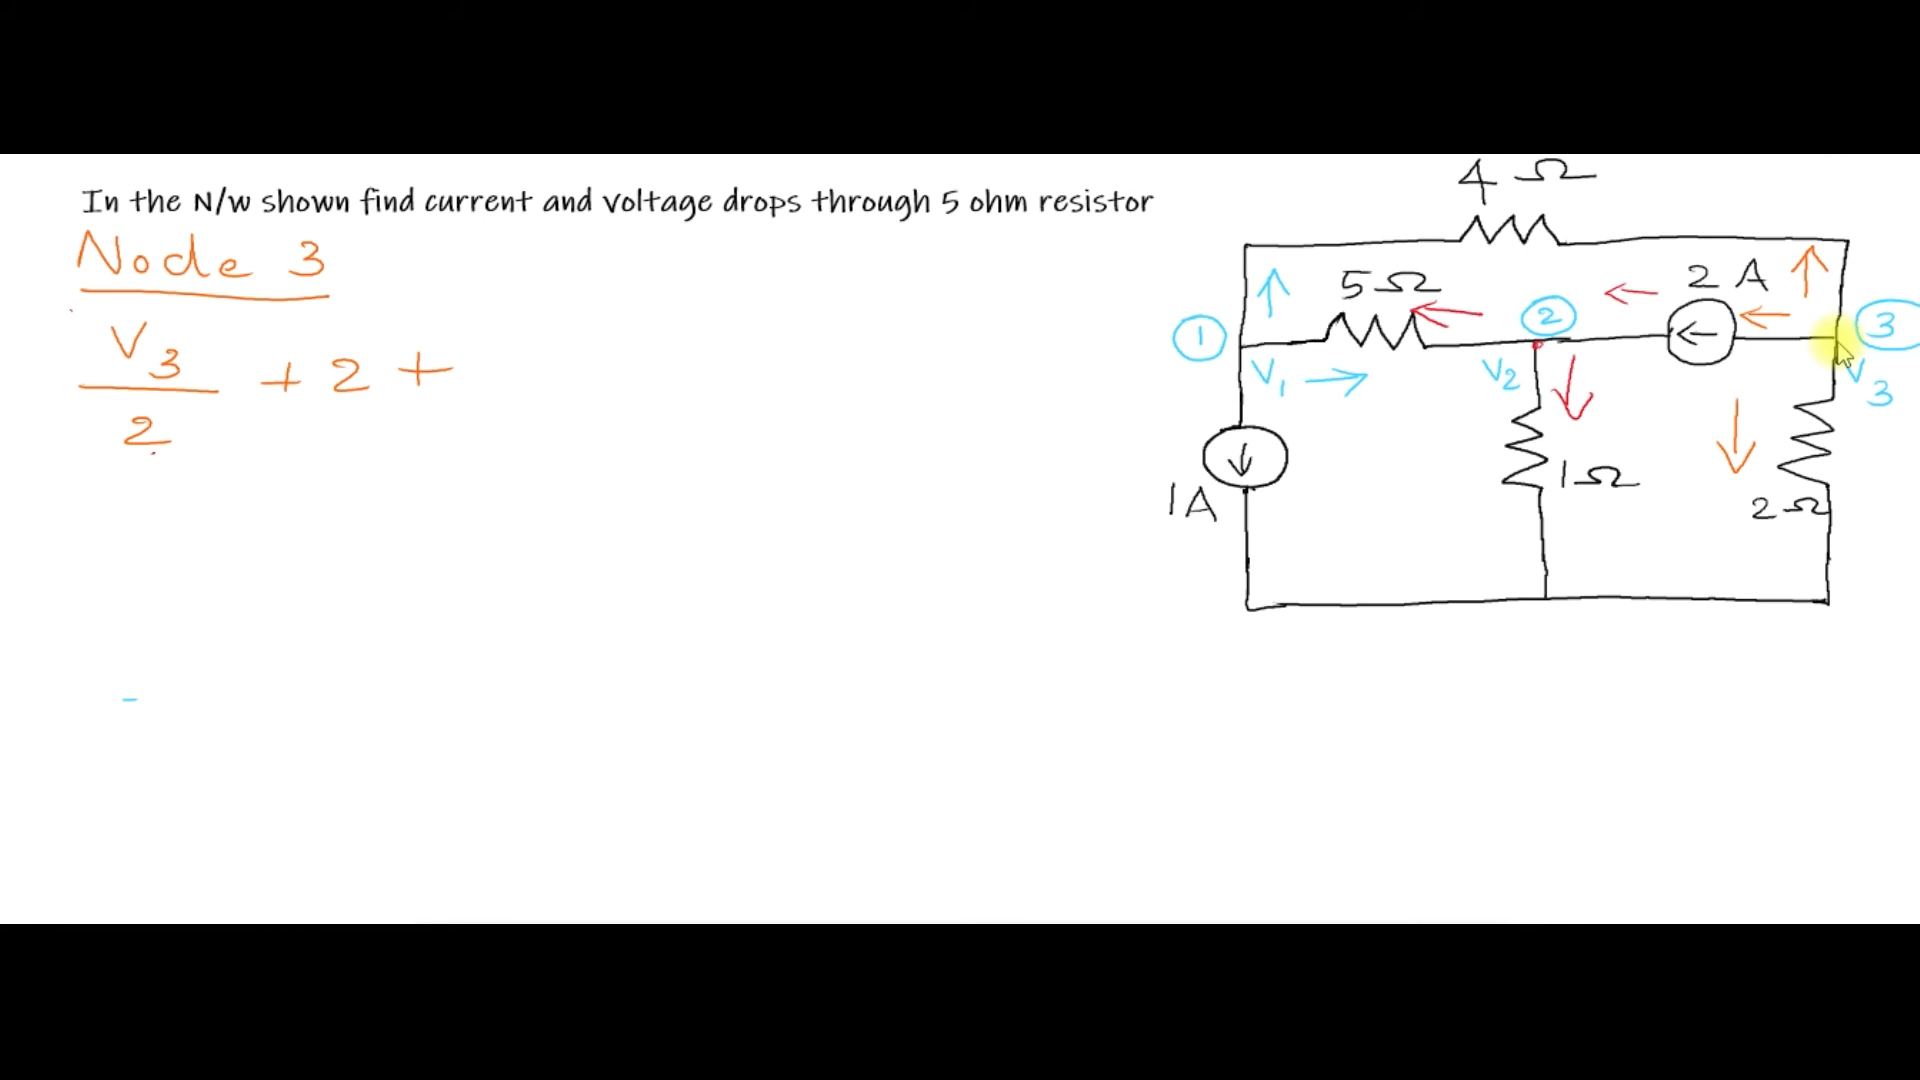 In the N/w shown find current and voltage drops through 5 ohm resistor
Node 3
V3
+ 2 +
2
4 Ω
5Ω
2 A
1
2
3
V1
V2
V3
1A
1Ω
2Ω